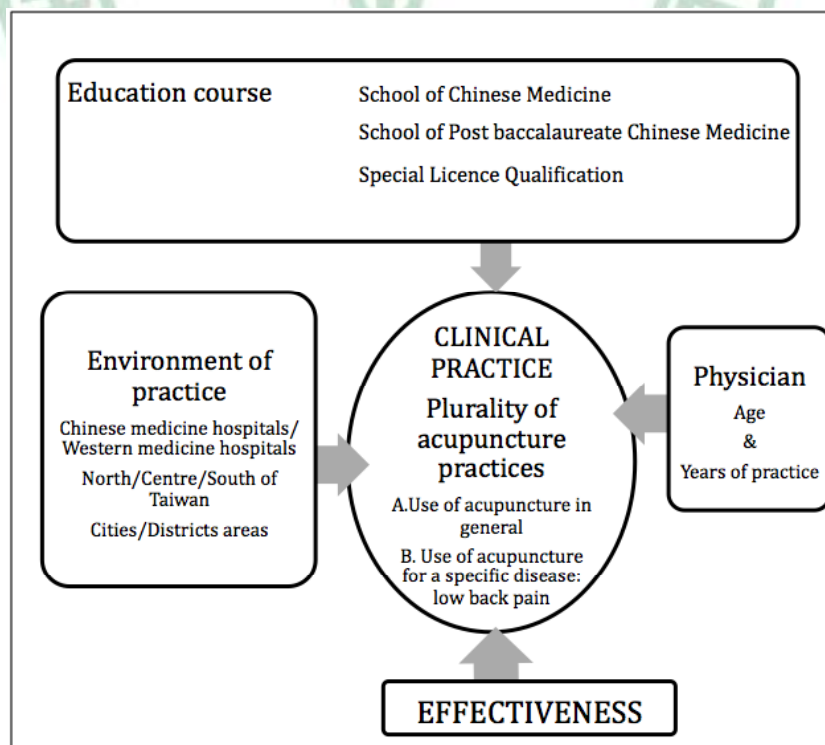 Education course
School of Chinese Medicine
School of Post baccalaureate Chinese Medicine
Special Licence Qualification
Environment of
practice
Chinese medicine hospitals/
Western medicine hospitals
North/Centre/South of
Taiwan
Cities/Districts areas
CLINICAL
PRACTICE
Plurality of
acupuncture
practices
A.Use of acupuncture in
general
B. Use of acupuncture
for a specific disease:
low back pain
Physician
Age
&
Years of practice
EFFECTIVENESS